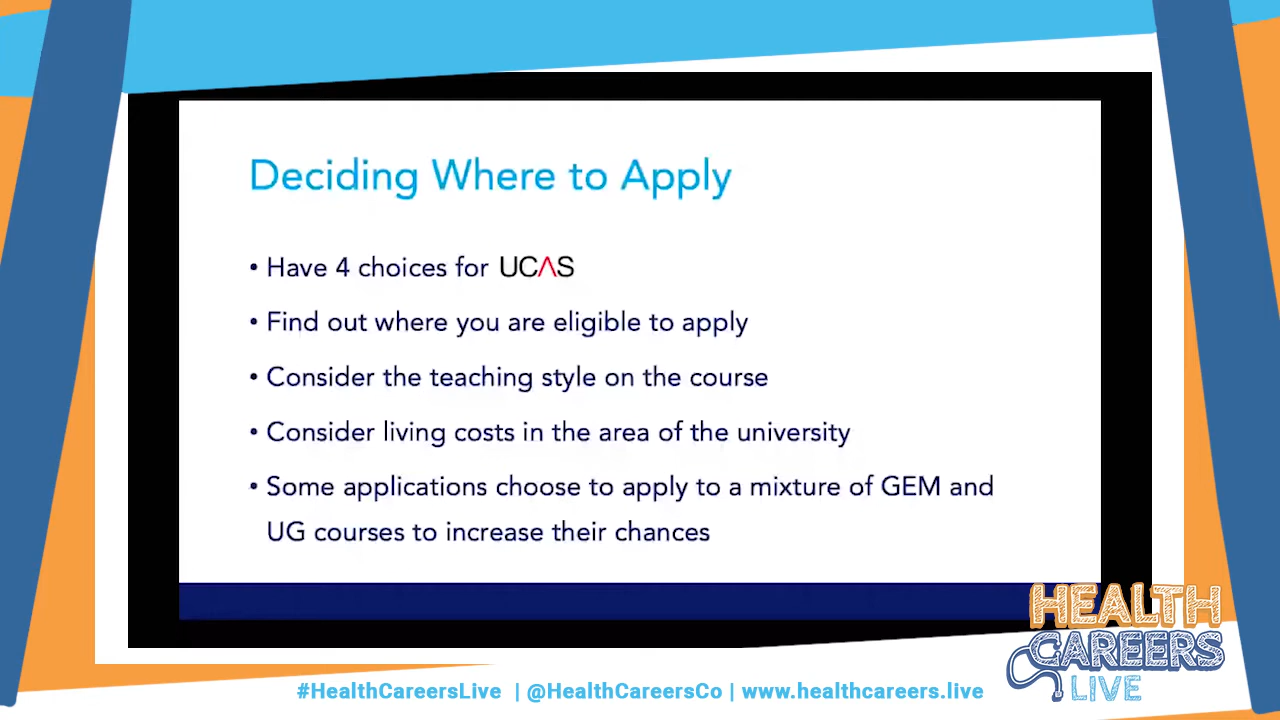 Deciding Where to Apply
• Have 4 choices for UCAS
• Find out where you are eligible to apply
• Consider the teaching style on the course
• Consider living costs in the area of the university
• Some applications choose to apply to a mixture of GEM and
UG courses to increase their chances
HEALTH
CAREERS
LIVE
#HealthCareersLive | @HealthCareersCo | www.healthcareers.live